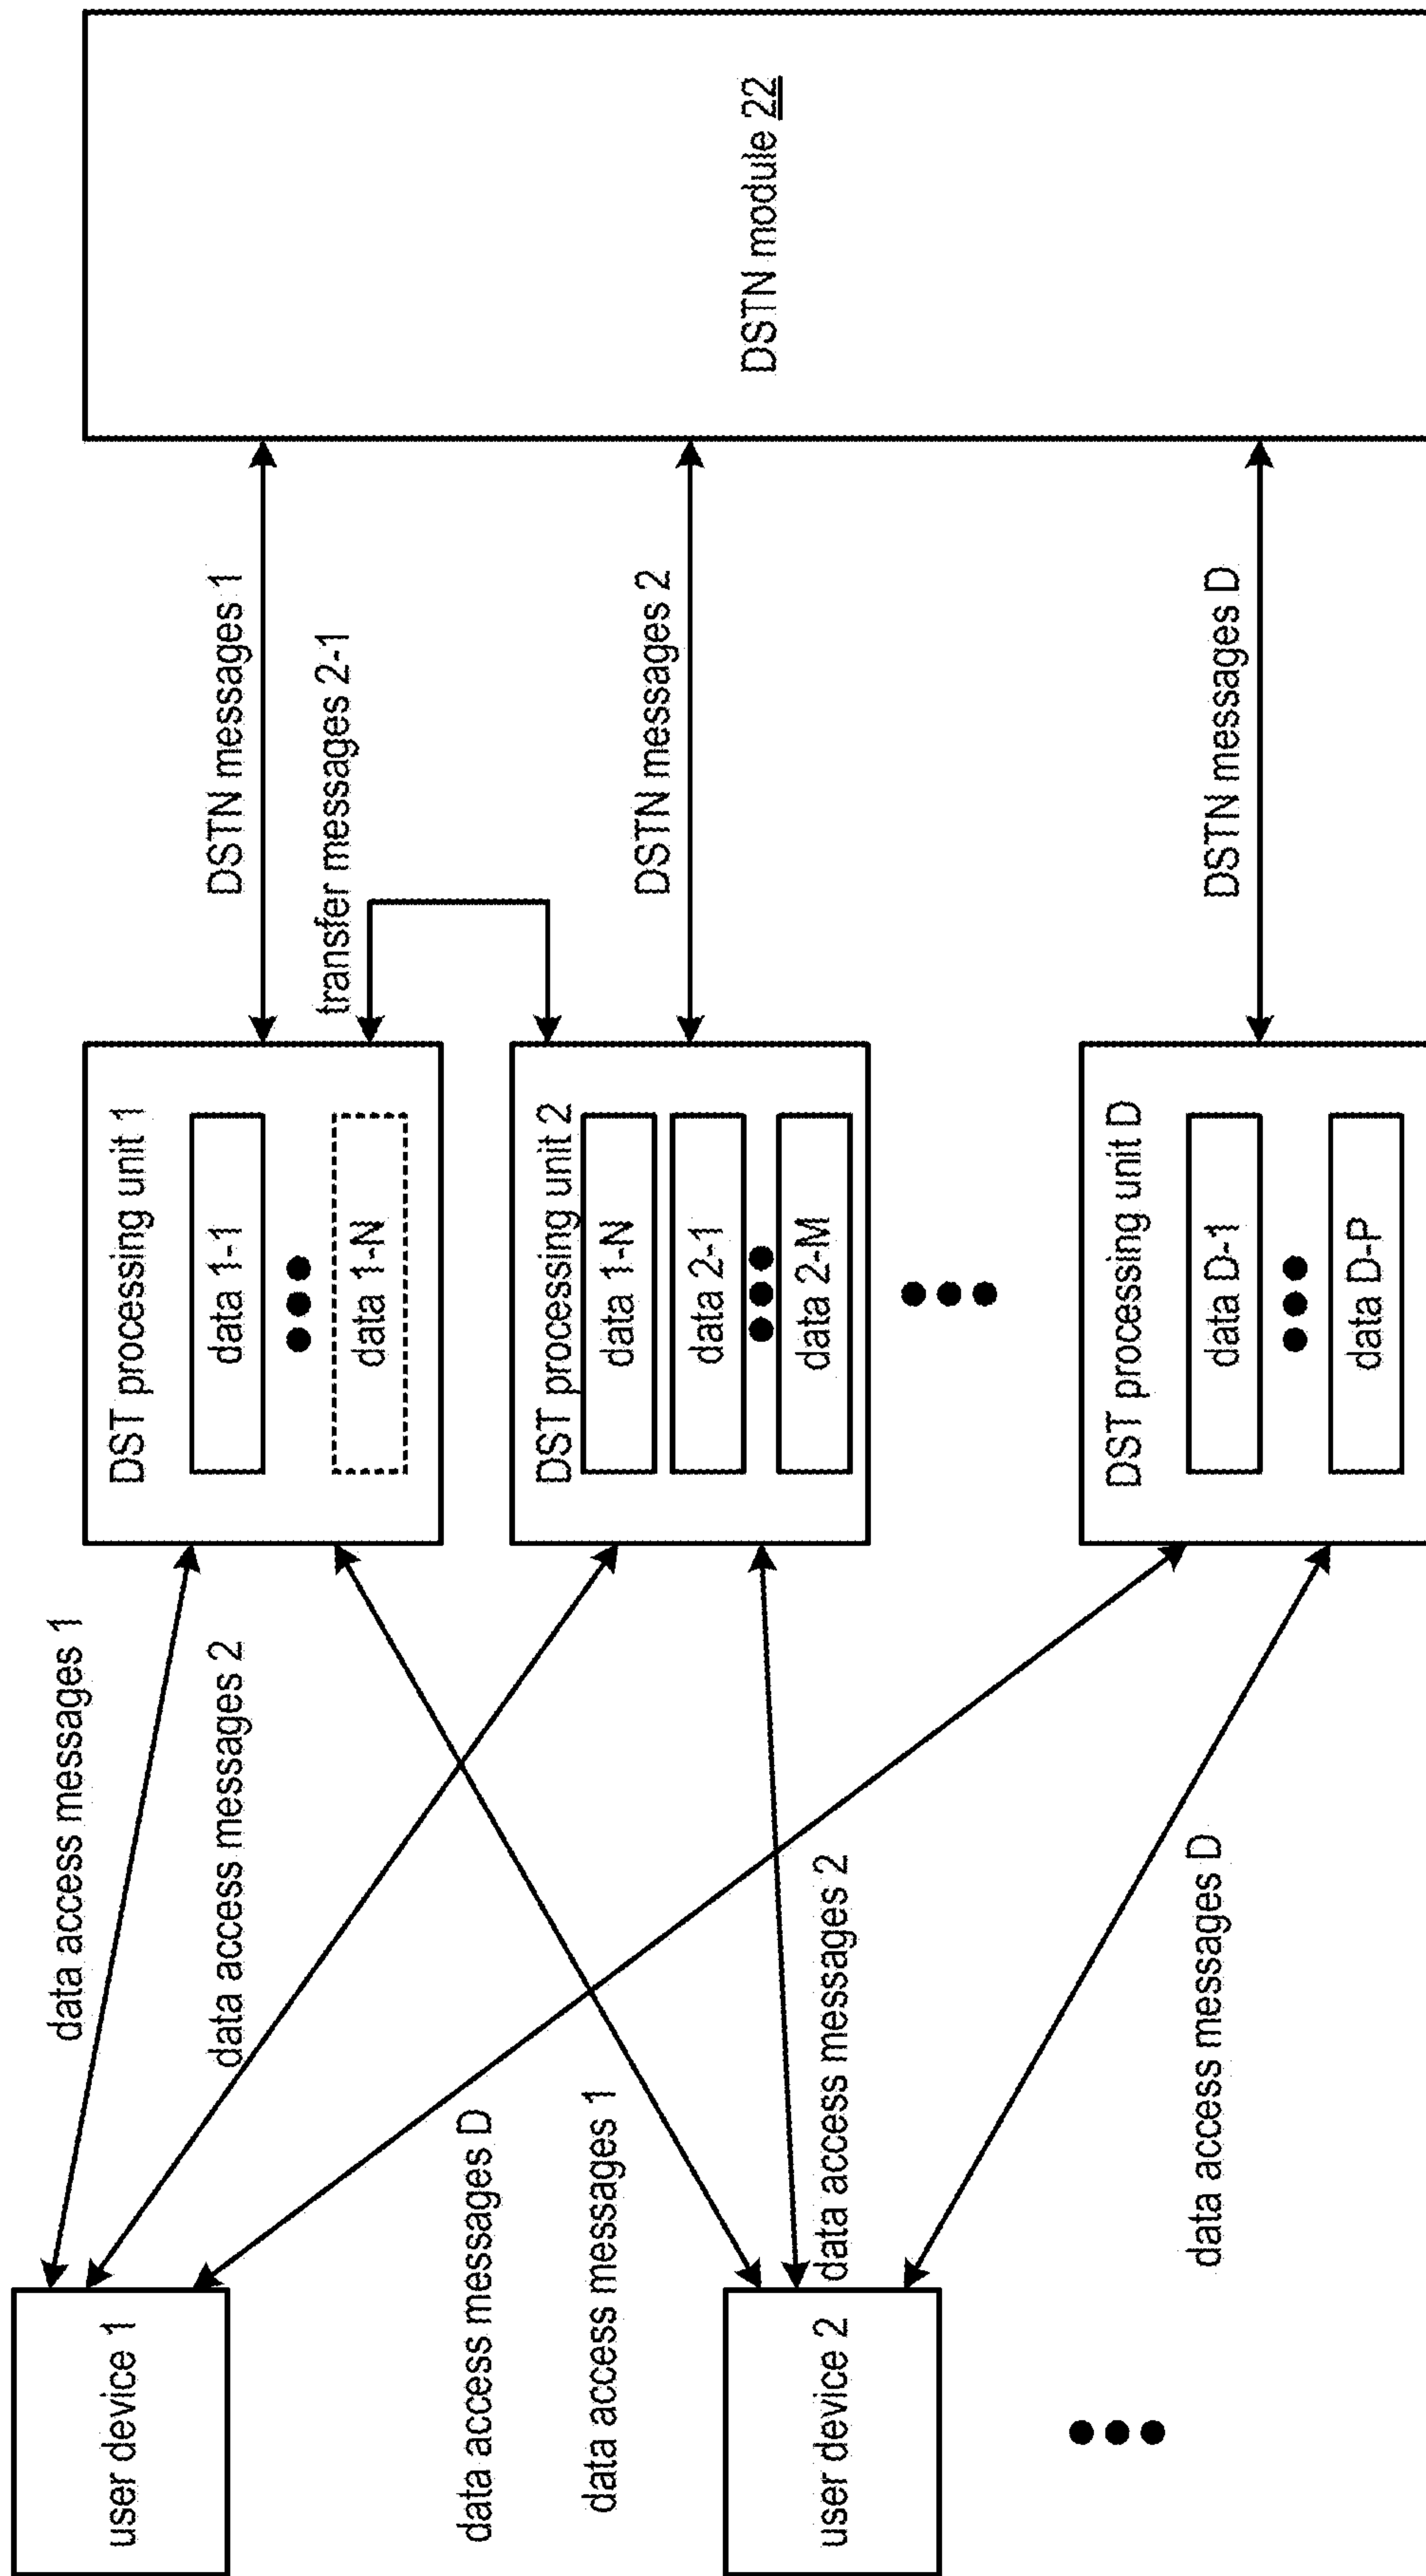 user device 1
user device 2
data access messages 1
data access messages 2
data access messages D
data access messages 1
data access messages 2
data access messages D
DST processing unit 1
data 1-1
data 1-N
DST processing unit 2
data 1-N
data 2-1
data 2-M
DST processing unit D
data D-1
data D-P
DSTN messages 1
transfer messages 2-1
DSTN messages 2
DSTN messages D
DSTN module 22